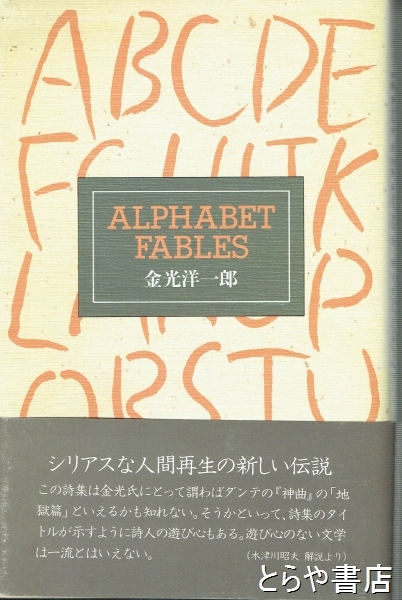 ABCDE
ALPHABET
FABLES
金光洋一郎
シリアスな人間再生の新しい伝説
この詩集は金光氏にとって謂わばダンテの『神曲』の「地
獄篇」といえるかも知れない。そうかといって、詩集のタイ
トルが示すように詩人の遊び心もある。遊び心のない文学
は一流とはいえない。
(木津川昭夫 解説より)
とらや書店